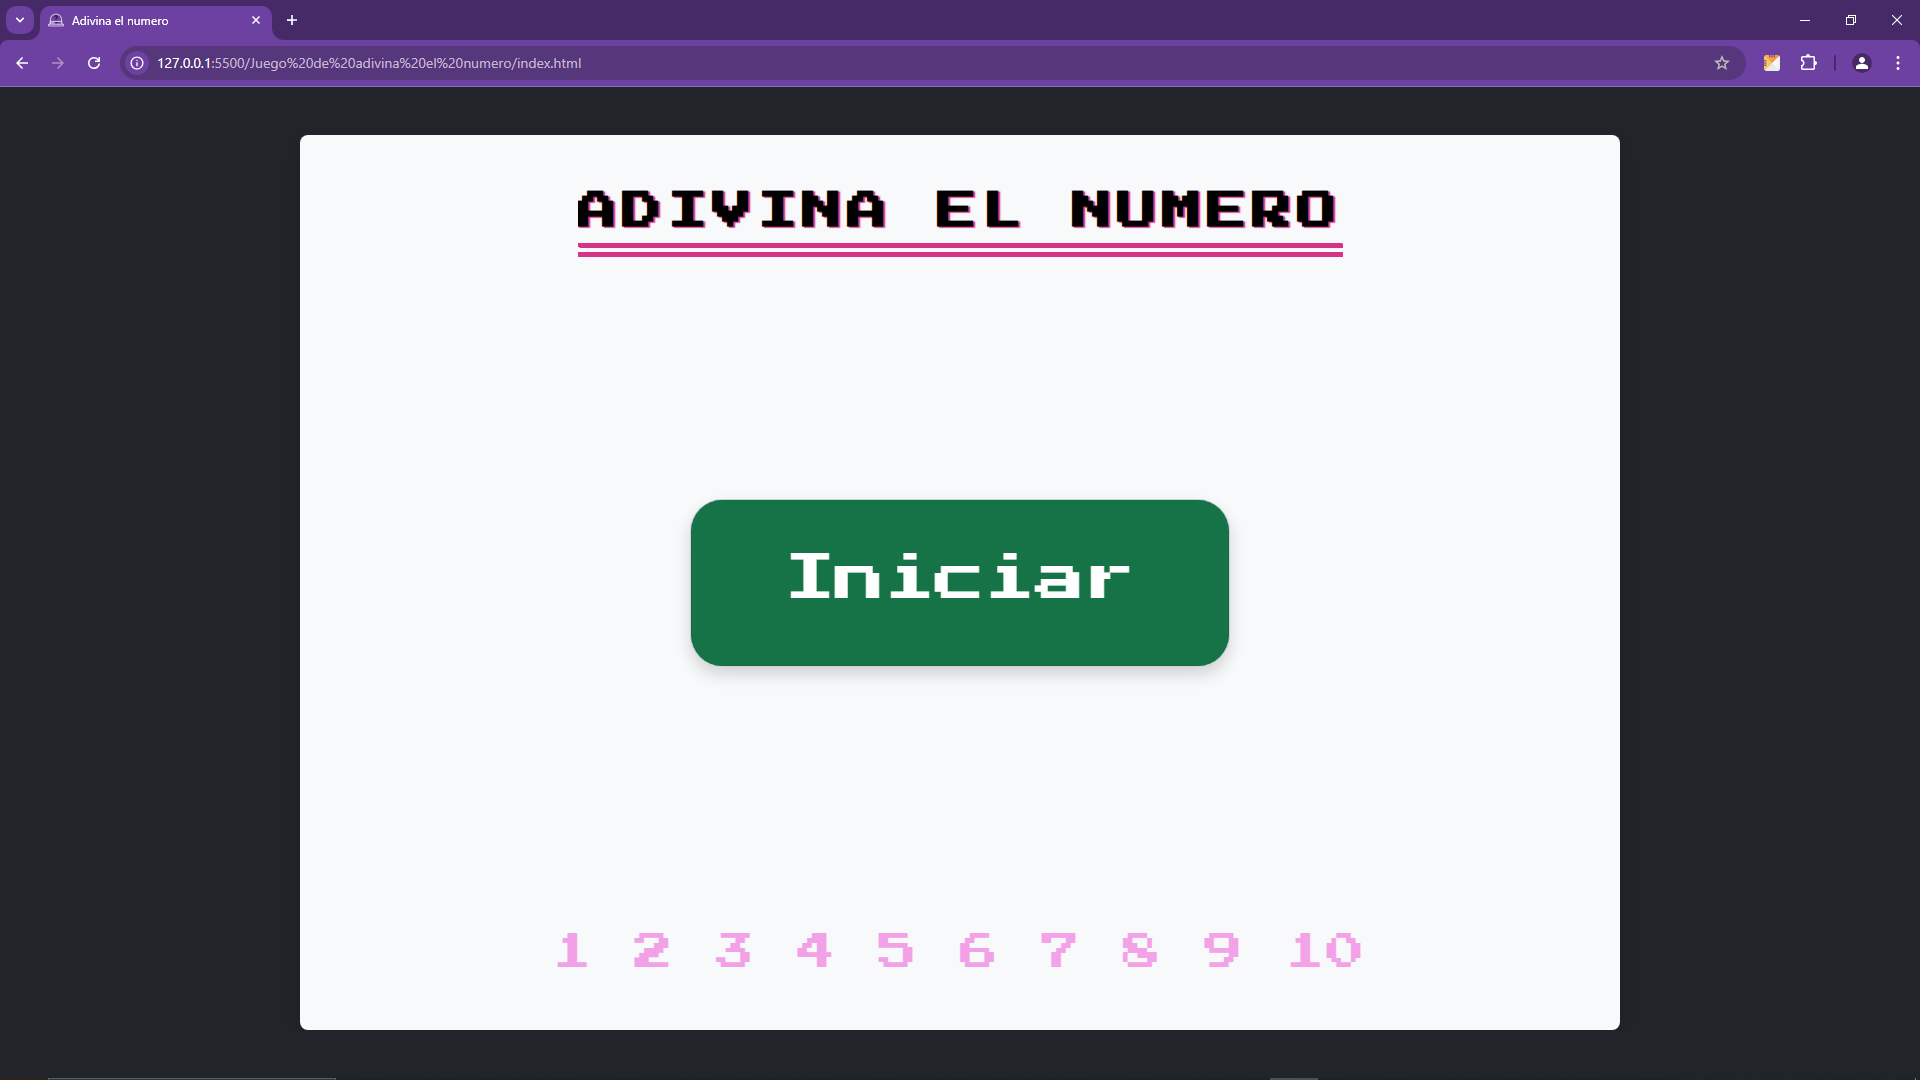 Adivina el numero
127.0.0.1:5500/Juego%20de%20adivina%20el%20numero/index.html
ADIVINA EL NUMERO
Iniciar
1 2 3 4 5 6 7 8 9 10